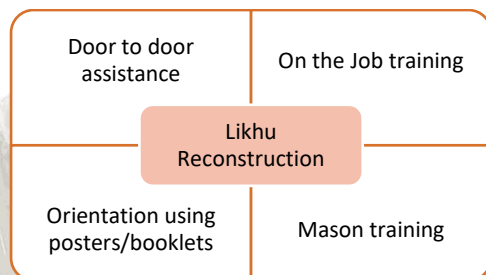 Door to door
assistance
On the Job training
Likhu
Reconstruction
Orientation using
posters/booklets
Mason training